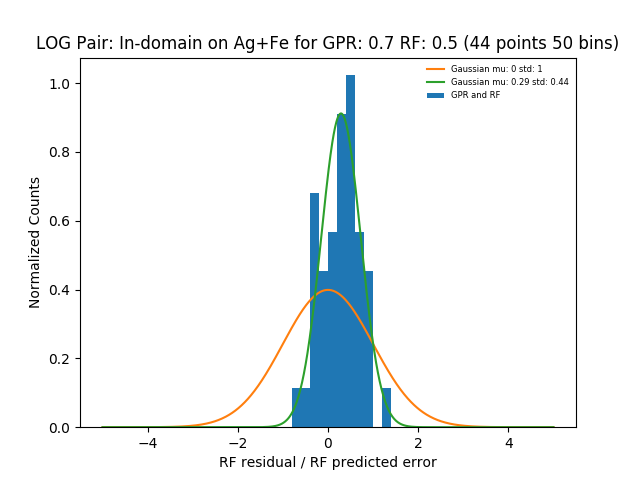 LOG Pair: In-domain on Ag+Fe for GPR: 0.7 RF: 0.5 (44 points 50 bins)
Gaussian mu: 0 std: 1
Gaussian mu: 0.29 std: 0.44
GPR and RF
Normalized Counts
1.0
0.8
0.6
0.4
0.2
0.0
−4
−2
0
2
4
RF residual / RF predicted error